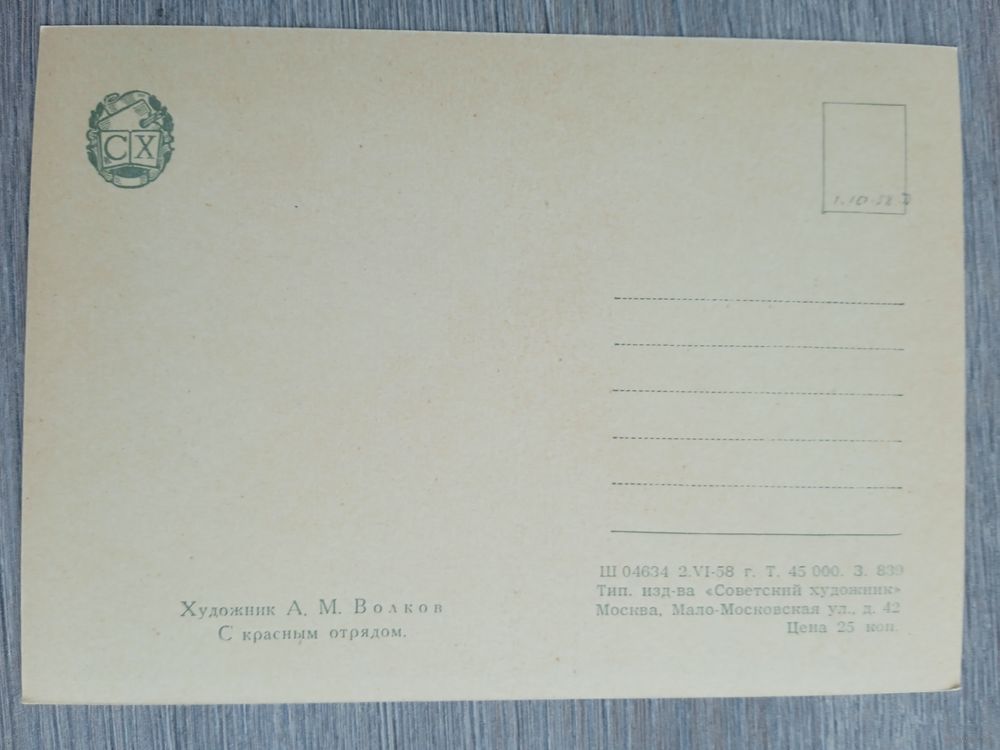 СХ
1.10.58
Ш 04634 2.VI-58 г. Т. 45 000. З. 839
Тип. изд-ва «Советский художник»
Москва, Мало-Московская ул., д. 42
Цена 25 коп.
Художник А. М. Волков
С красным отрядом.